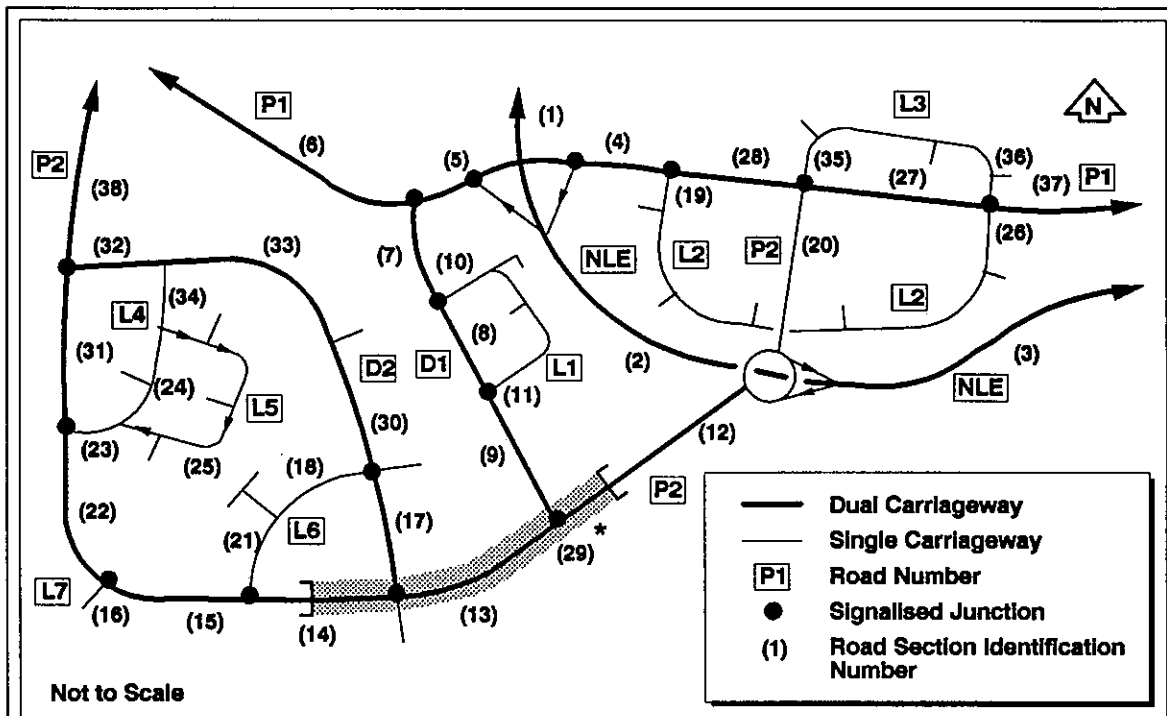 L3
(1)
N
P1
(4)
(6)
(5)
(28)
(35)
(36)
P2
(27)
(37)
P1
(38)
(19)
(26)
(7)
(20)
(32)
(33)
(10)
NLE
L2
P2
(34)
L2
L4
(8)
(31)
D2
D1
L1
(2)
(3)
(24)
(11)
NLE
L5
(23)
(30)
(12)
(25)
(18)
(9)
P2
(22)
(21)
L6
(17)
*
(29)
L7
(16)
(15)
(14)
(13)
Not to Scale
Dual Carriageway
Single Carriageway
P1 Road Number
Signalised Junction
(1) Road Section Identification
Number